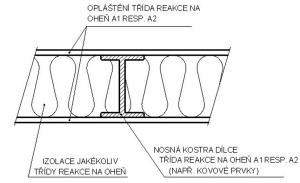 OPLÁŠTĚNÍ TŘÍDA REAKCE NA
OHEŇ A1 RESP. A2
NOSNÁ KOSTRA DÍLCE
TŘÍDA REAKCE NA OHEŇ A1 RESP. A2
(NAPŘ. KOVOVÉ PRVKY)
IZOLACE JAKÉKOLIV
TŘÍDY REAKCE NA OHEŇ